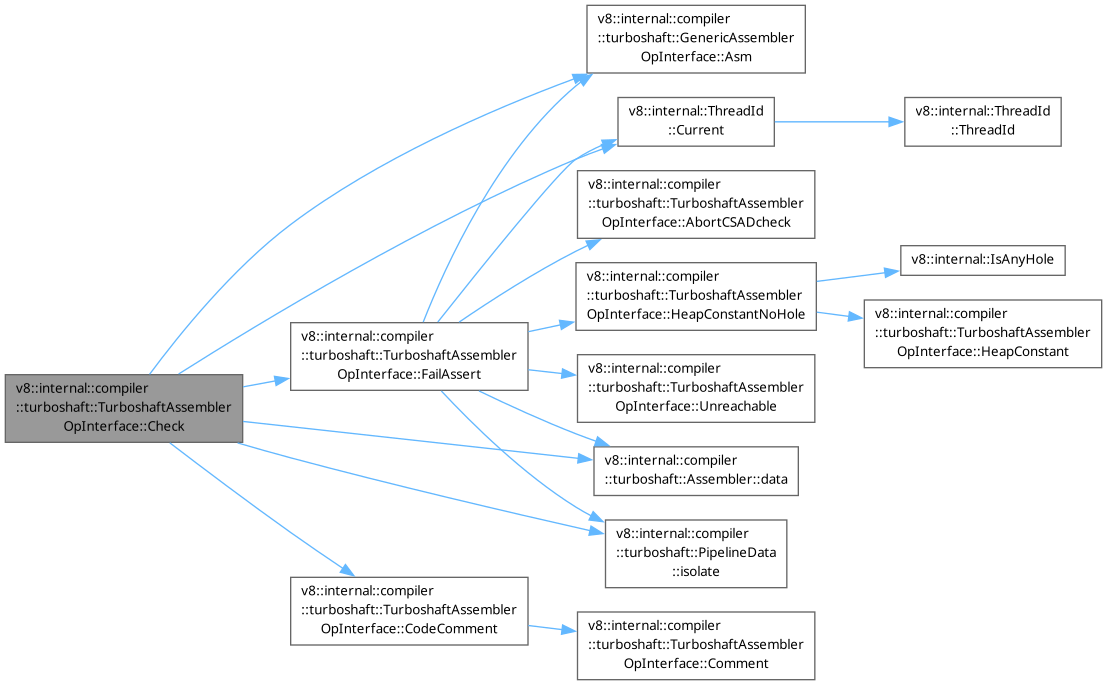 v8::internal::compiler
::turboshaft::GenericAssembler
OpInterface::Asm
v8::internal::ThreadId
::Current
v8::internal::ThreadId
::ThreadId
v8::internal::compiler
::turboshaft::TurboshaftAssembler
OpInterface::AbortCSADcheck
v8::internal::compiler
::turboshaft::TurboshaftAssembler
OpInterface::HeapConstantNoHole
v8::internal::IsAnyHole
v8::internal::compiler
::turboshaft::TurboshaftAssembler
OpInterface::HeapConstant
v8::internal::compiler
::turboshaft::TurboshaftAssembler
OpInterface::FailAssert
v8::internal::compiler
::turboshaft::TurboshaftAssembler
OpInterface::Unreachable
v8::internal::compiler
::turboshaft::TurboshaftAssembler
OpInterface::Check
v8::internal::compiler
::turboshaft::Assembler::data
v8::internal::compiler
::turboshaft::PipelineData
::isolate
v8::internal::compiler
::turboshaft::TurboshaftAssembler
OpInterface::CodeComment
v8::internal::compiler
::turboshaft::TurboshaftAssembler
OpInterface::Comment